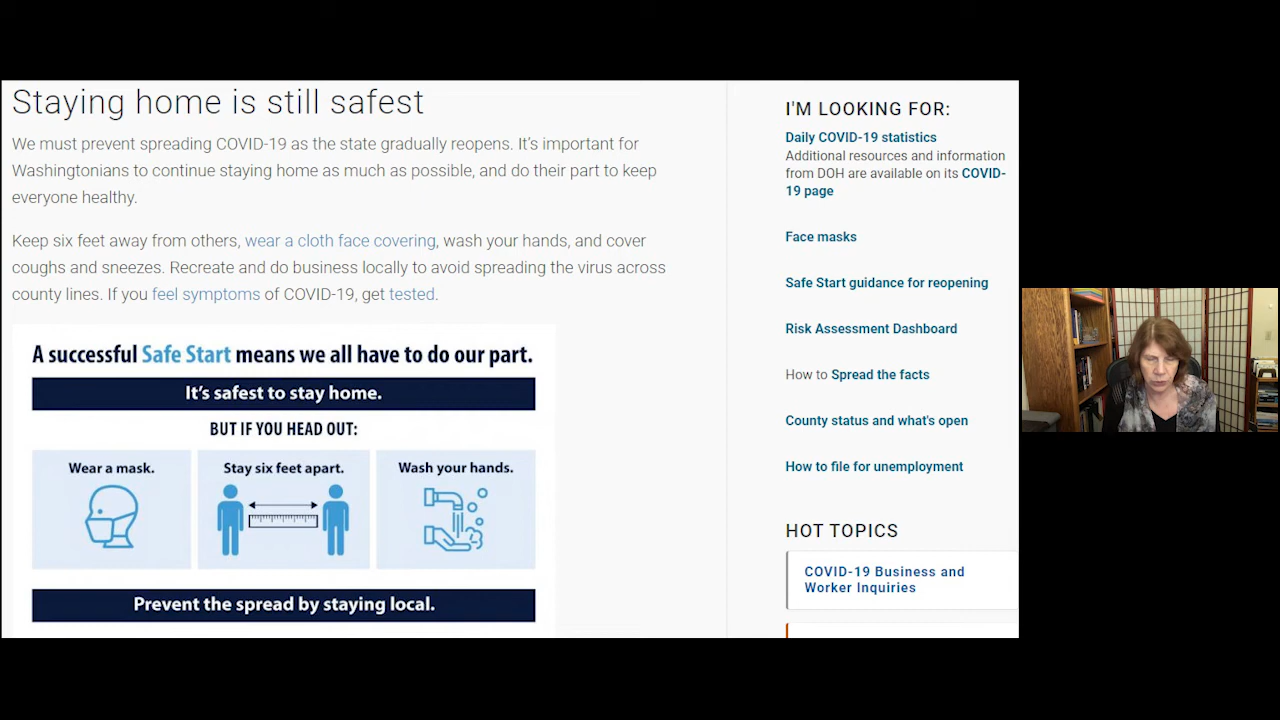 Staying home is still safest
We must prevent spreading COVID-19 as the state gradually reopens. It's important for
Washingtonians to continue staying home as much as possible, and do their part to keep
everyone healthy.
Keep six feet away from others, wear a cloth face covering, wash your hands, and cover
coughs and sneezes. Recreate and do business locally to avoid spreading the virus across
county lines. If you feel symptoms of COVID-19, get tested.
A successful Safe Start means we all have to do our part.
It's safest to stay home.
BUT IF YOU HEAD OUT:
Wear a mask.
Stay six feet apart.
Wash your hands.
Prevent the spread by staying local.
I'M LOOKING FOR:
Daily COVID-19 statistics
Additional resources and information
from DOH are available on its COVID-
19 page
Face masks
Safe Start guidance for reopening
Risk Assessment Dashboard
How to Spread the facts
County status and what's open
How to file for unemployment
HOT TOPICS
COVID-19 Business and
Worker Inquiries